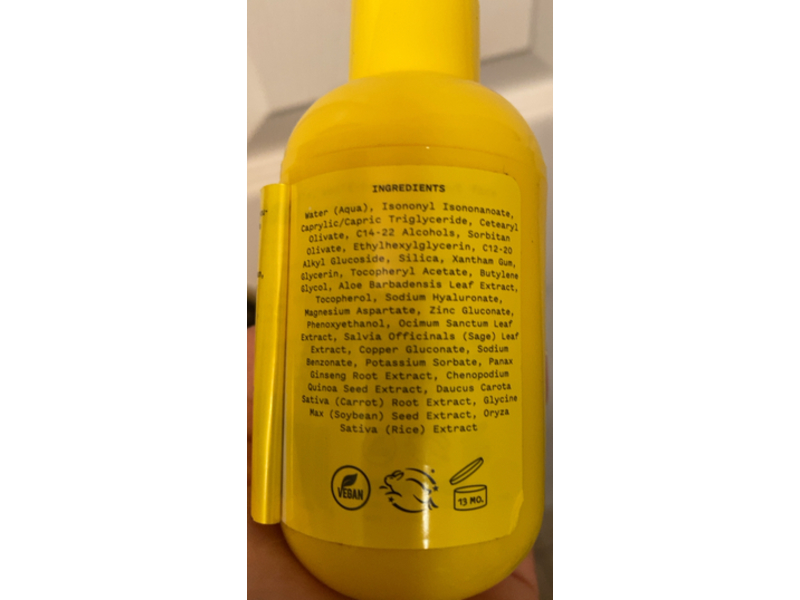 INGREDIENTS
Water (Aqua), Isononyl Isononanoate,
Caprylic/Capric Triglyceride, Cetearyl
Olivate, C14-22 Alcohols, Sorbitan
Olivate, Ethylhexylglycerin, C12-20
Alkyl Glucoside, Silica, Xantham Gum,
Glycerin, Tocopheryl Acetate, Butylene
Glycol, Aloe Barbadensis Leaf Extract,
Tocopherol, Sodium Hyaluronate,
Magnesium Aspartate, Zinc Gluconate,
Phenoxyethanol, Ocimum Sanctum Leaf
Extract, Salvia Officinals (Sage) Leaf
Extract, Copper Gluconate, Sodium
Benzonate, Potassium Sorbate, Panax
Ginseng Root Extract, Chenopodium
Quinoa Seed Extract, Daucus Carota
Sativa (Carrot) Root Extract, Glycine
Max (Soybean) Seed Extract, Oryza
Sativa (Rice) Extract
VEGAN
13 MO.